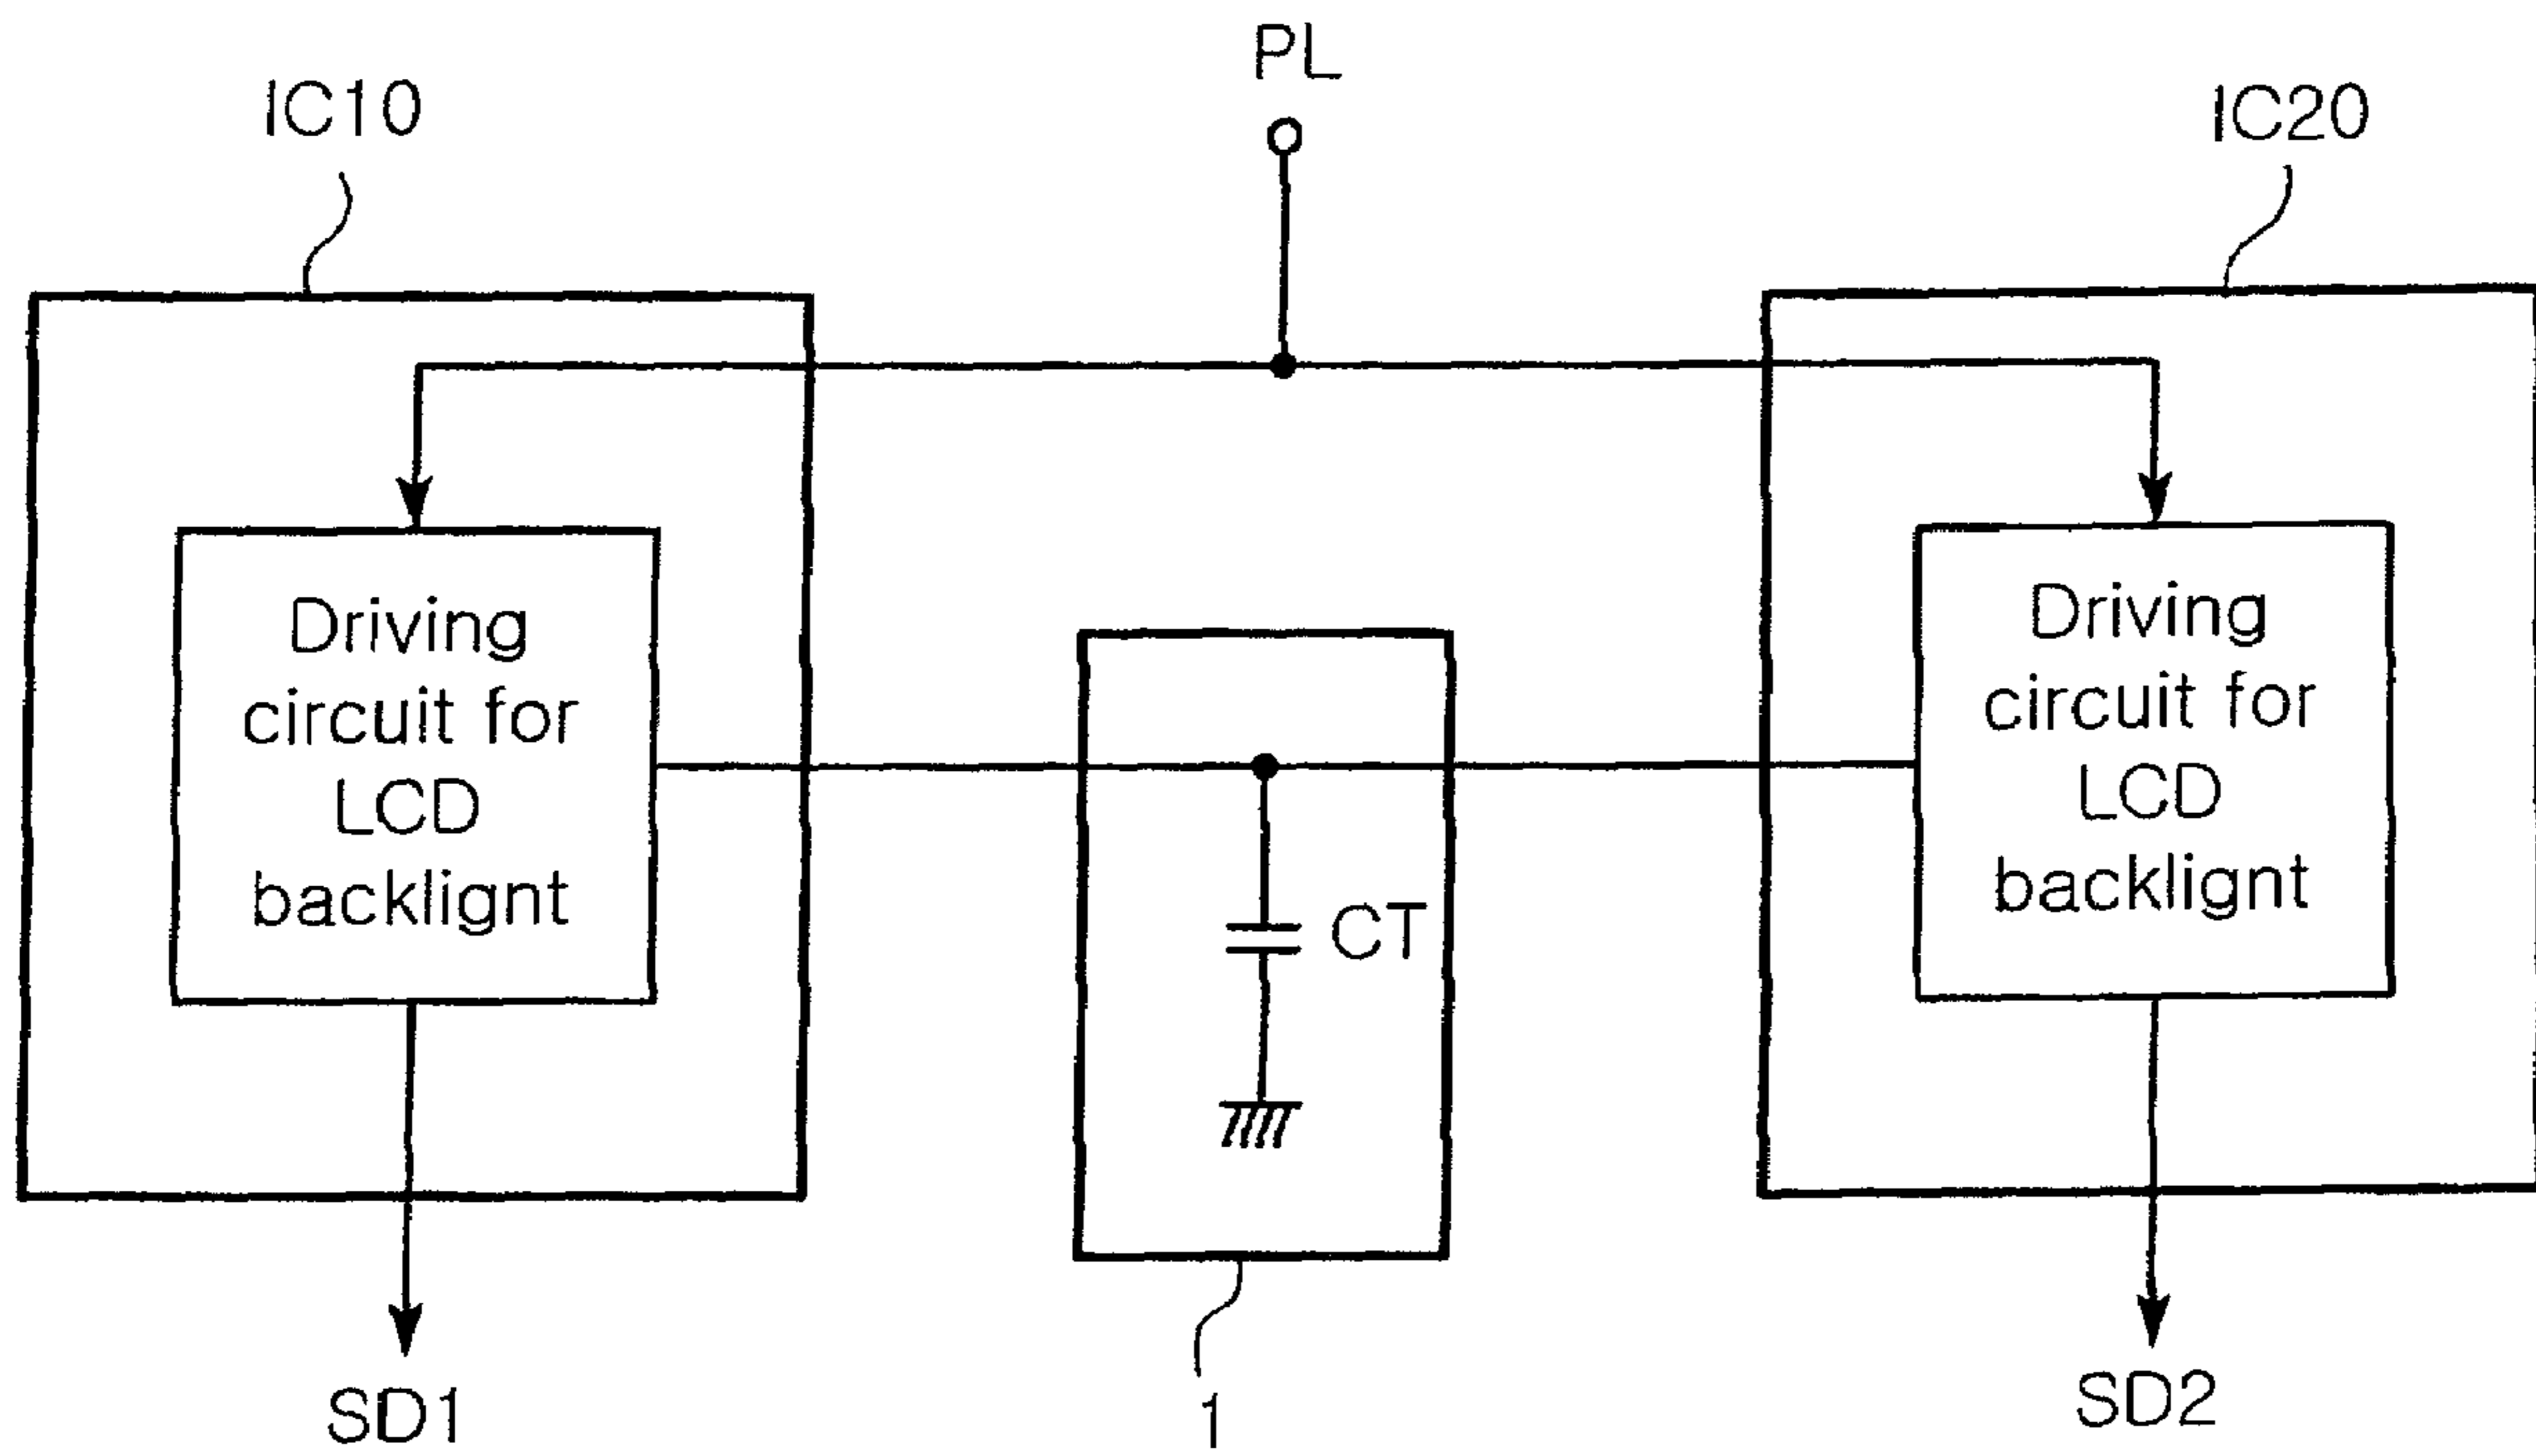 PL
IC10
IC20
Driving
circuit for
LCD
backlignt
Driving
circuit for
LCD
backlignt
CT
SD1
1
SD2